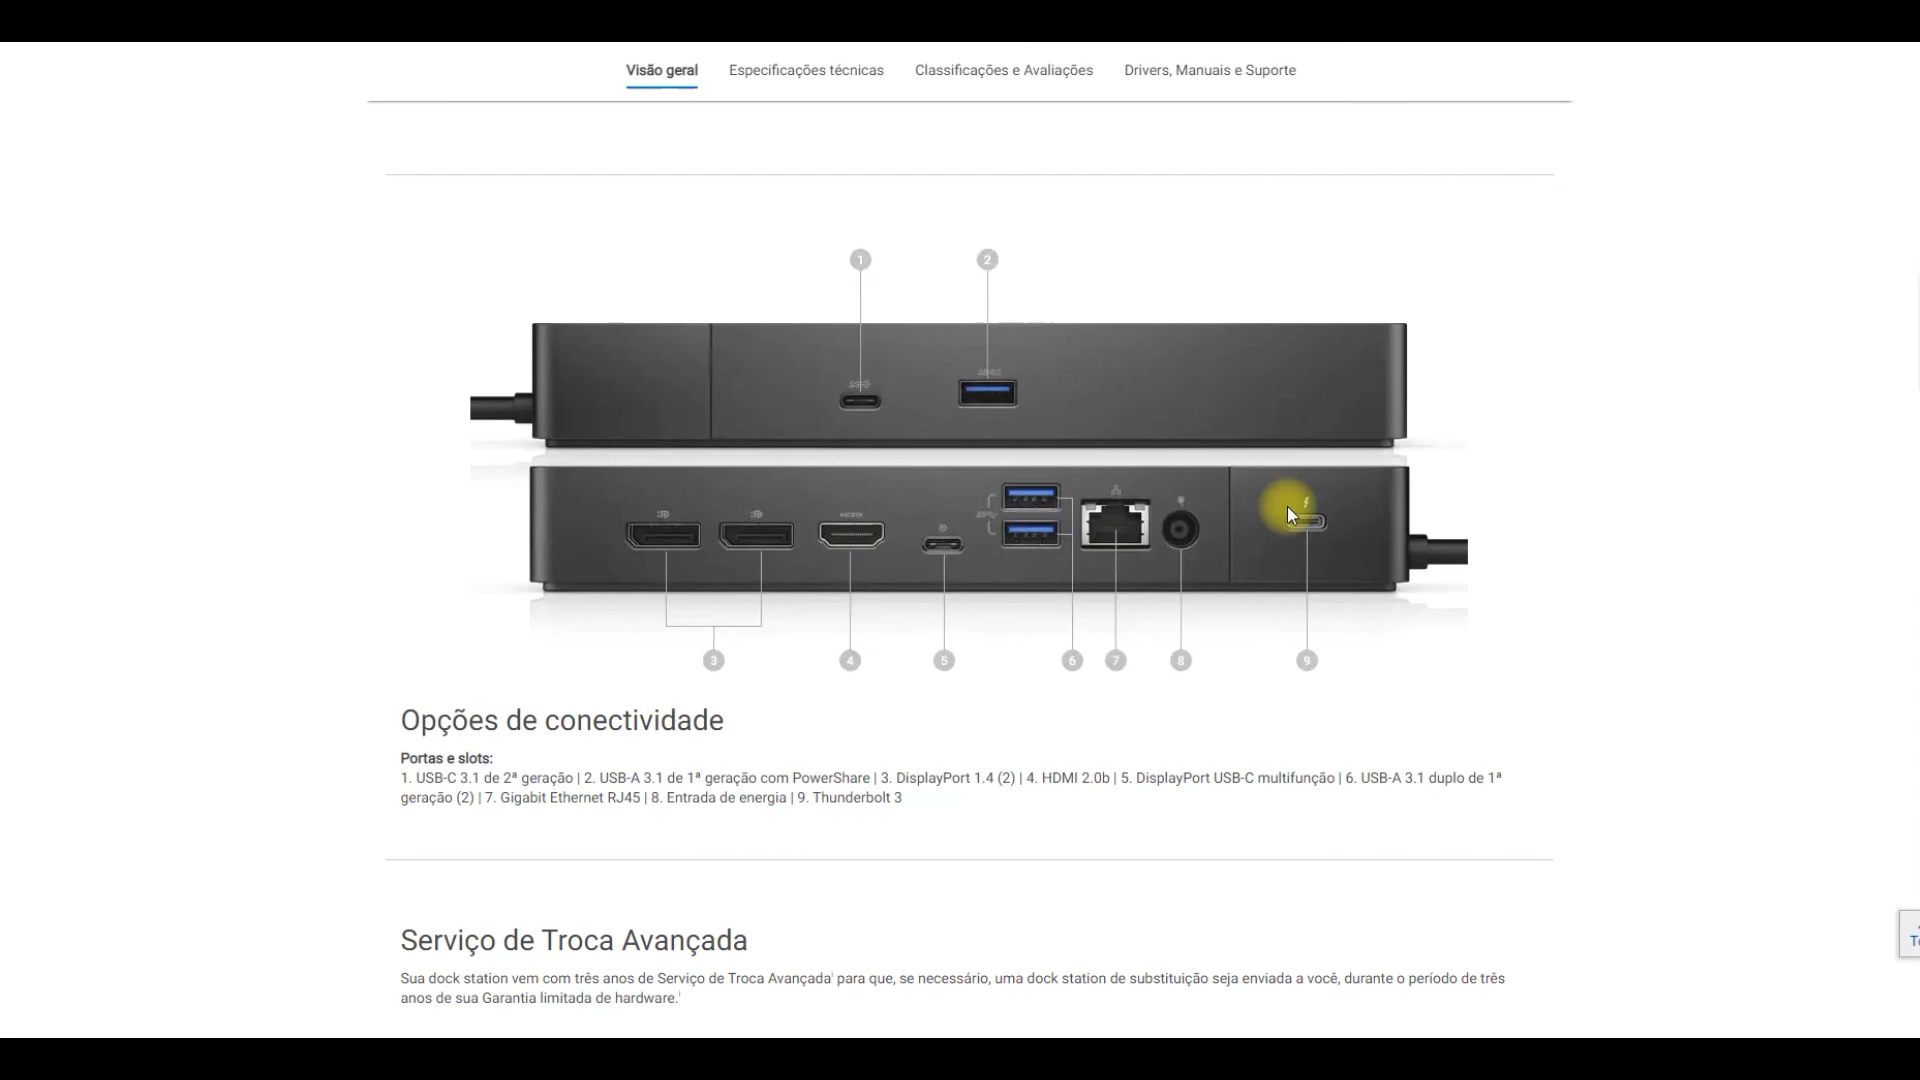 Visão geral
Especificações técnicas
Classificações e Avaliações
Drivers, Manuais e Suporte
1
2
HDMI
3
4
5
6
7
8
9
Opções de conectividade
Portas e slots:
1. USB-C 3.1 de 2ª geração | 2. USB-A 3.1 de 1ª geração com PowerShare | 3. DisplayPort 1.4 (2) | 4. HDMI 2.0b | 5. DisplayPort USB-C multifunção | 6. USB-A 3.1 duplo de 1ª
geração (2) | 7. Gigabit Ethernet RJ45 | 8. Entrada de energia | 9. Thunderbolt 3
Serviço de Troca Avançada
Sua dock station vem com três anos de Serviço de Troca Avançada para que, se necessário, uma dock station de substituição seja enviada a você, durante o período de três
anos de sua Garantia limitada de hardware.